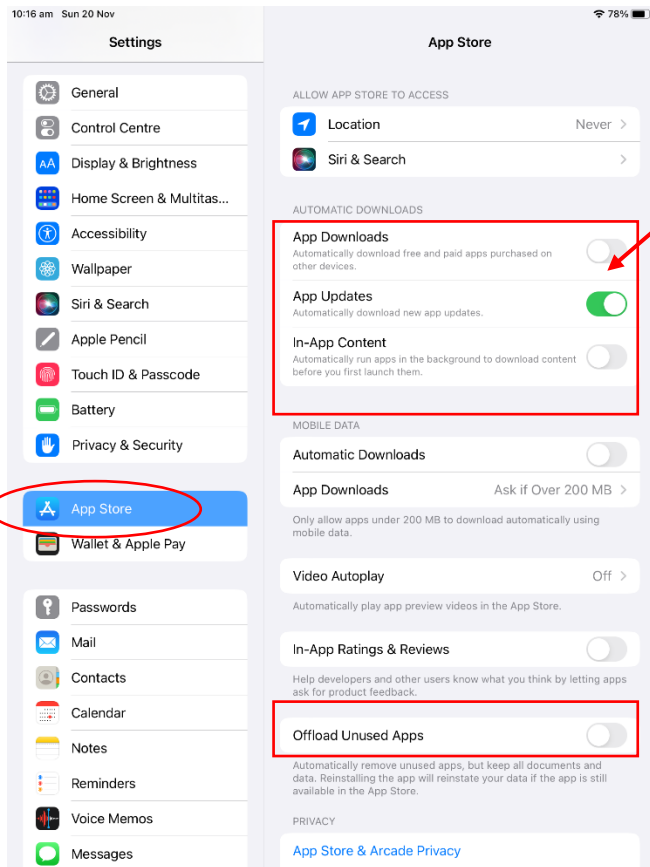 10:16 am Sun 20 Nov
78%
Settings
General
Control Centre
AA
Display & Brightness
Home Screen & Multitas...
Accessibility
Wallpaper
Siri & Search
Apple Pencil
Touch ID & Passcode
Battery
Privacy & Security
App Store
Wallet & Apple Pay
Passwords
Mail
Contacts
Calendar
Notes
Reminders
Voice Memos
Messages
App Store
ALLOW APP STORE TO ACCESS
Location Never
Siri & Search
AUTOMATIC DOWNLOADS
App Downloads
Automatically download free and paid apps purchased on
other devices.
App Updates
Automatically download new app updates.
In-App Content
Automatically run apps in the background to download content
before you first launch them.
MOBILE DATA
Automatic Downloads
App Downloads Ask if Over 200 MB
Only allow apps under 200 MB to download automatically using
mobile data.
Video Autoplay Off
Automatically play app preview videos in the App Store.
In-App Ratings & Reviews
Help developers and other users know what you think by letting apps
ask for product feedback.
Offload Unused Apps
Automatically remove unused apps, but keep all documents and
data. Reinstalling the app will reinstate your data if the app is still
available in the App Store.
PRIVACY
App Store & Arcade Privacy